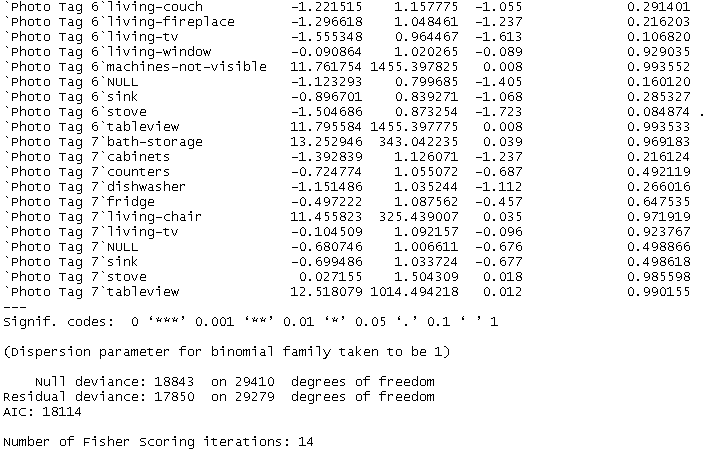 `Photo Tag 6`living-couch -1.221515 1.157775 -1.055 0.291401
`Photo Tag 6`living-fireplace -1.296618 1.048461 -1.237 0.216203
`Photo Tag 6`living-tv -1.555348 0.964467 -1.613 0.106820
`Photo Tag 6`living-window -0.090864 1.020265 -0.089 0.929035
`Photo Tag 6`machines-not-visible 11.761754 1455.397825 0.008 0.993552
`Photo Tag 6`NULL -1.123293 0.799685 -1.405 0.160120
`Photo Tag 6`sink -0.896701 0.839271 -1.068 0.285327
`Photo Tag 6`stove -1.504686 0.873254 -1.723 0.084874 .
`Photo Tag 6`tableview 11.795584 1455.397775 0.008 0.993533
`Photo Tag 7`bath-storage 13.252946 343.042235 0.039 0.969183
`Photo Tag 7`cabinets -1.392839 1.126071 -1.237 0.216124
`Photo Tag 7`counters -0.724774 1.055072 -0.687 0.492119
`Photo Tag 7`dishwasher -1.151486 1.035244 -1.112 0.266016
`Photo Tag 7`fridge -0.497222 1.087562 -0.457 0.647535
`Photo Tag 7`living-chair 11.455823 325.439007 0.035 0.971919
`Photo Tag 7`living-tv -0.104509 1.092157 -0.096 0.923767
`Photo Tag 7`NULL -0.680746 1.006611 -0.676 0.498866
`Photo Tag 7`sink -0.699486 1.033724 -0.677 0.498618
`Photo Tag 7`stove 0.027155 1.504309 0.018 0.985598
`Photo Tag 7`tableview 12.518079 1014.494218 0.012 0.990155
---
Signif. codes: 0 ‘***’ 0.001 ‘**’ 0.01 ‘*’ 0.05 ‘.’ 0.1 ‘ ’ 1
(Dispersion parameter for binomial family taken to be 1)
Null deviance: 18843 on 29410 degrees of freedom
Residual deviance: 17850 on 29279 degrees of freedom
AIC: 18114
Number of Fisher Scoring iterations: 14